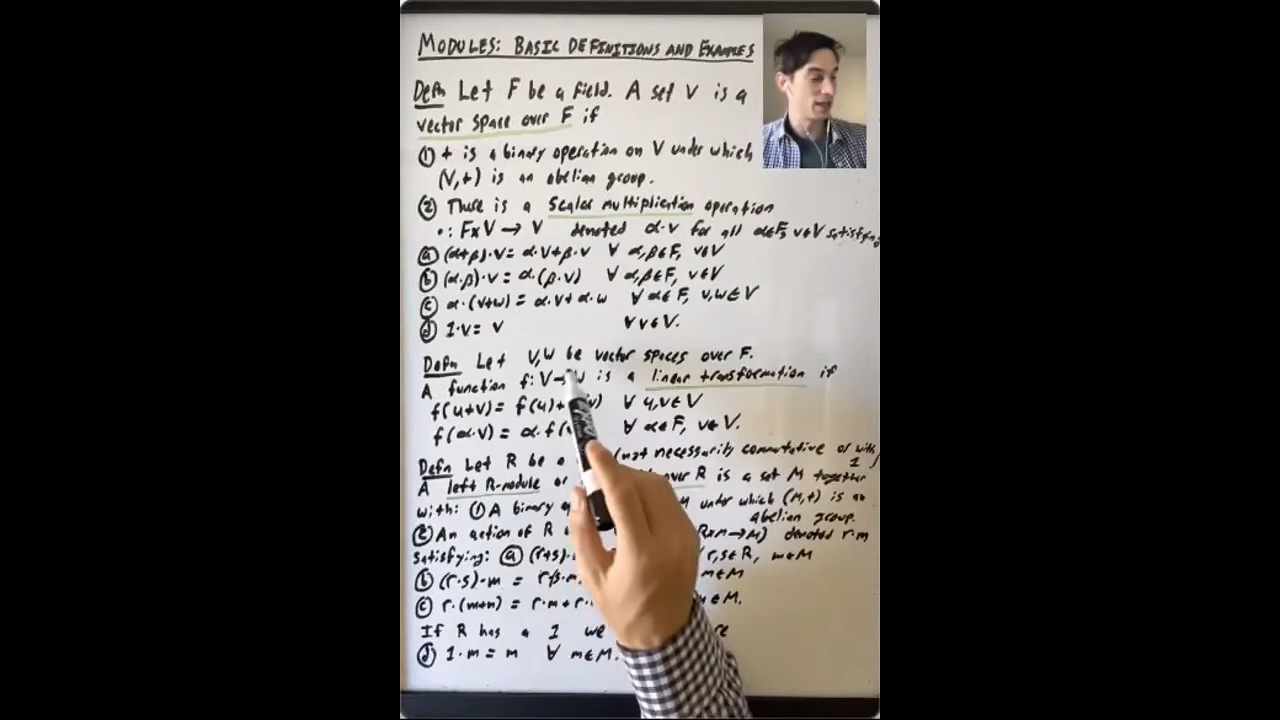 MODULES: BASIC DEFINITIONS AND EXAMPLES
Defn Let F be a field. A set V is a
vector space over F if
① + is a binary operation on V under which
(V,+) is an abelian group.
② There is a scalar multiplication operation
•: F×V → V denoted α·v for all α∈F, v∈V satisfying
ⓐ (α+β)·v = α·v+β·v ∀ α,β∈F, v∈V
ⓑ (α·β)·v = α·(β·v) ∀ α,β∈F, v∈V
ⓒ α·(v+w) = α·v+α·w ∀ α∈F, v,w∈V
ⓓ 1·v = v ∀ v∈V.
Defn Let V,W be vector spaces over F.
A function f: V→W is a linear transformation if
f(u+v) = f(u)+ v) ∀ u,v∈V
f(α·v) = α·f( ∀ α∈F, v∈V.
Defn Let R be a (not necessarily commutative or with 1)
A left R-module or over R is a set M together
with: ① A binary under which (M,+) is an
abelian group.
② An action of R R×M→M) denoted r·m
satisfying: ⓐ (r+s)· r,s∈R, m∈M
ⓑ (r·s)·m = r(s·m m∈M
ⓒ r·(m+n) = r·m+r· ∈M.
If R has a 1 we
ⓓ 1·m = m ∀ m∈M.